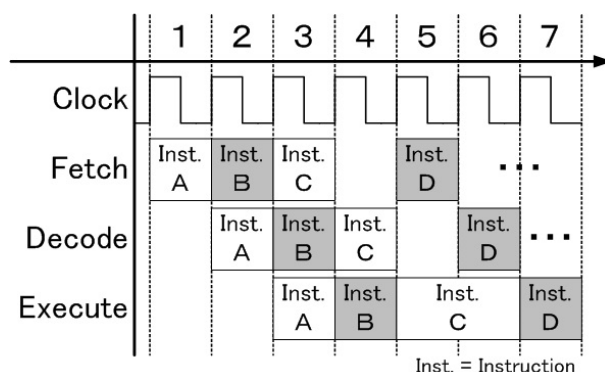 1 2 3 4 5 6 7
Clock
Fetch
Inst. A
Inst. B
Inst. C
Inst. D
...
Decode
Inst. A
Inst. B
Inst. C
Inst. D
...
Execute
Inst. A
Inst. B
Inst. C
Inst. D
Inst. = Instruction